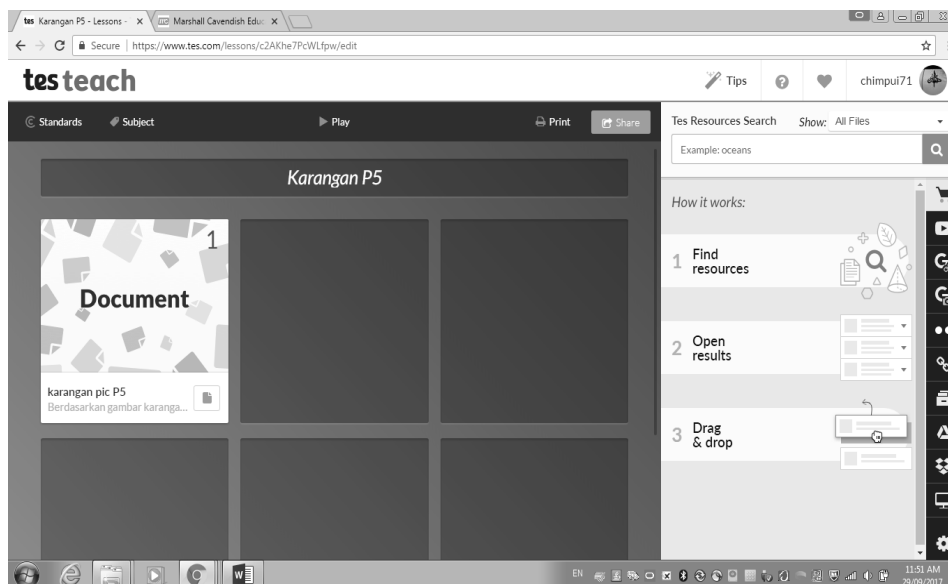 tes Karangan P5 - Lessons -
Marshall Cavendish Educ
Secure https://www.tes.com/lessons/c2AKhe7PcWLfpw/edit
tes teach
Tips
chimpui71
Standards
Subject
Play
Print
Share
Tes Resources Search
Show: All Files
Example: oceans
Karangan P5
How it works:
1
Document
karangan pic P5
Berdasarkan gambar karanga...
1 Find
resources
2 Open
results
3 Drag
& drop
EN
11:51 AM
29/09/2017